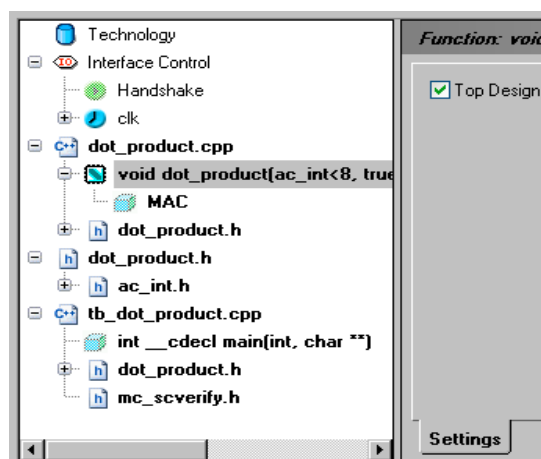 Technology
Interface Control
Handshake
clk
dot_product.cpp
void dot_product(ac_int<8, true
MAC
dot_product.h
dot_product.h
ac_int.h
tb_dot_product.cpp
int __cdecl main(int, char **)
dot_product.h
mc_scverify.h
Function: void
Top Design
Settings